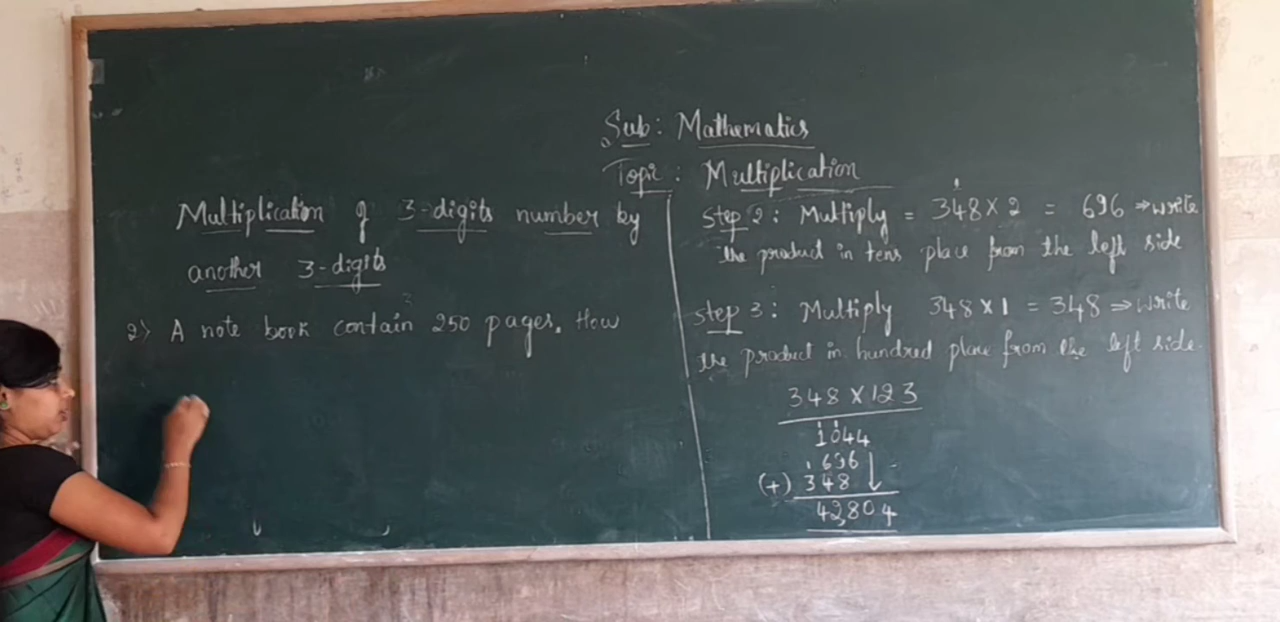 Sub: Mathematics
Topic: Multiplication
Multiplication of 3-digits number by
another 3-digits
2) A note book contain 250 pages. How
Step 2: Multiply = 348 × 2 = 696 ⇒ write
the product in tens place from the left side
step 3: Multiply 348 × 1 = 348 ⇒ write
the product in hundred place from the left side.
348 × 123
1044
696
(+) 348
42,804